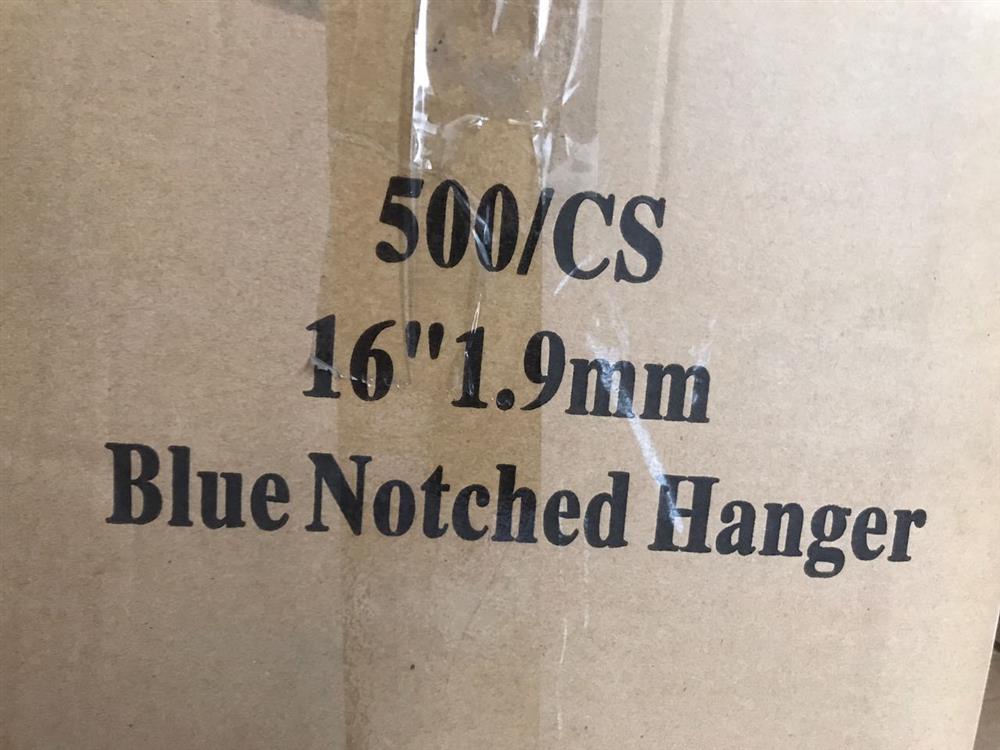 500/CS
16"1.9mm
Blue Notched Hanger